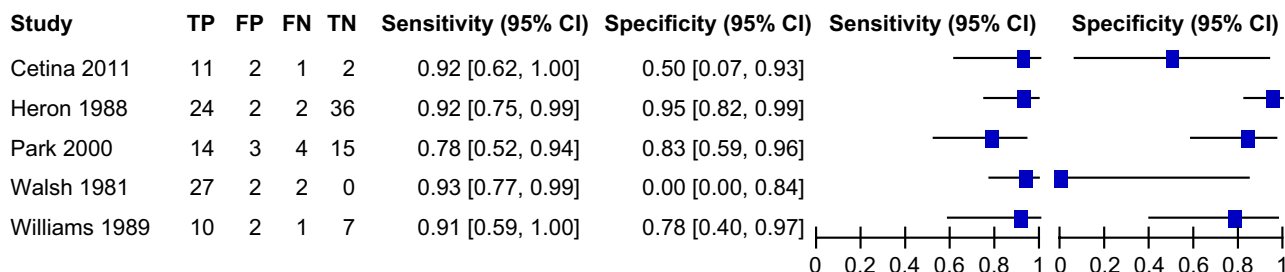 Study TP FP FN TN Sensitivity (95% CI) Specificity (95% CI) Sensitivity (95% CI) Specificity (95% CI)
Cetina 2011 11 2 1 2 0.92 [0.62, 1.00] 0.50 [0.07, 0.93]
Heron 1988 24 2 2 36 0.92 [0.75, 0.99] 0.95 [0.82, 0.99]
Park 2000 14 3 4 15 0.78 [0.52, 0.94] 0.83 [0.59, 0.96]
Walsh 1981 27 2 2 0 0.93 [0.77, 0.99] 0.00 [0.00, 0.84]
Williams 1989 10 2 1 7 0.91 [0.59, 1.00] 0.78 [0.40, 0.97]
0 0.2 0.4 0.6 0.8 1 0 0.2 0.4 0.6 0.8 1